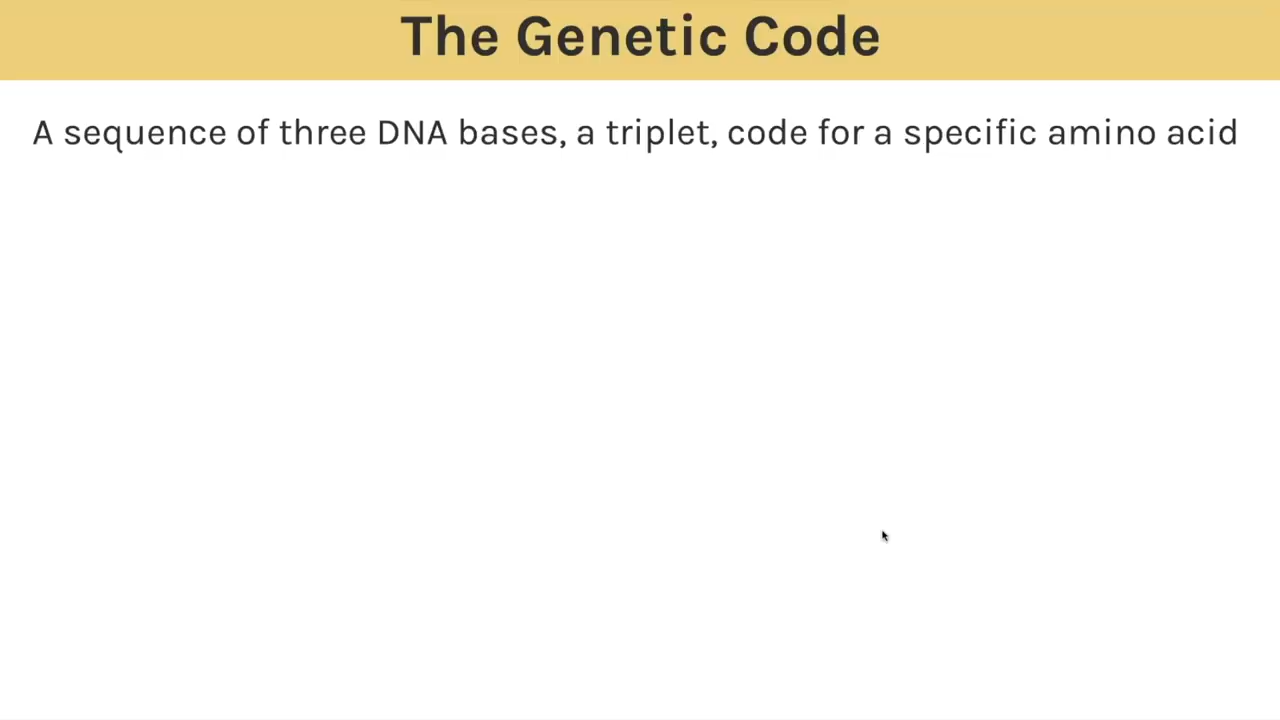 The Genetic Code
A sequence of three DNA bases, a triplet, code for a specific amino acid